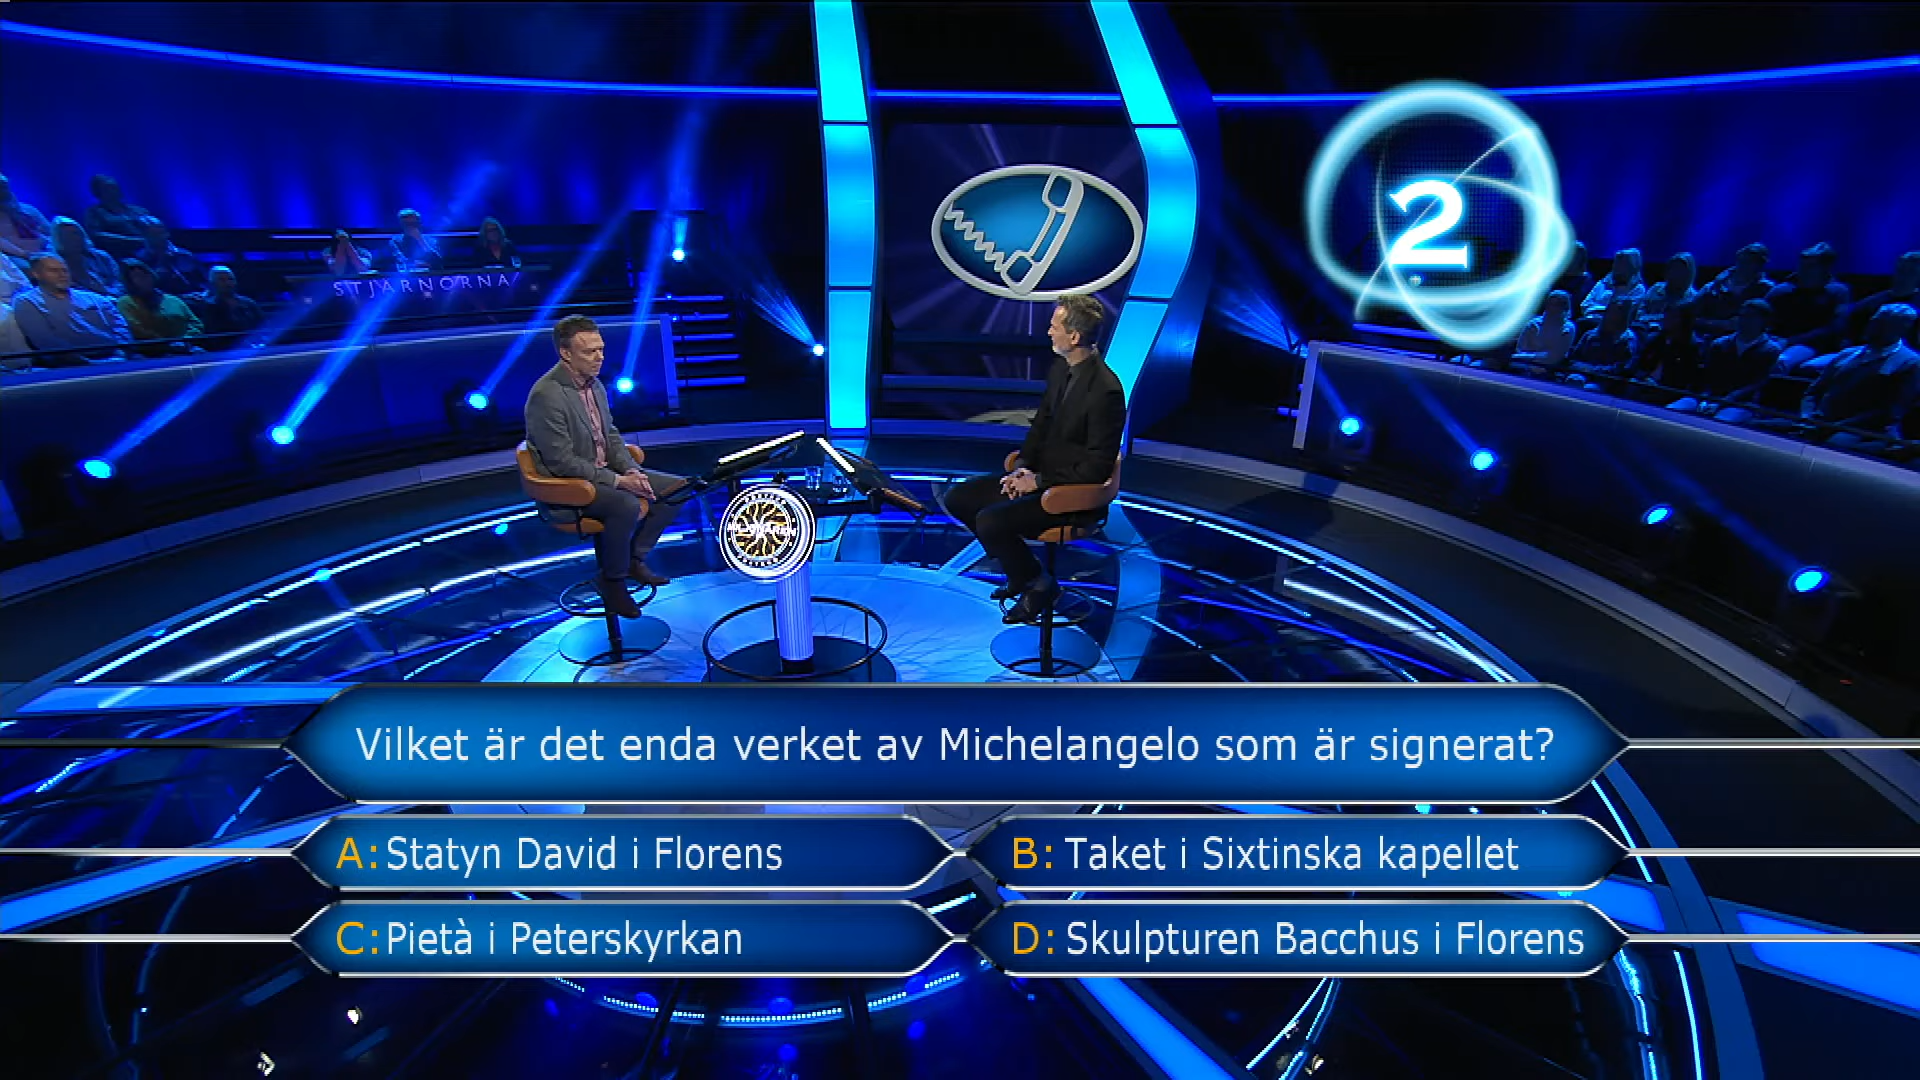 STJÄRNORNA
2
MILJONÄREN
Vilket är det enda verket av Michelangelo som är signerat?
A: Statyn David i Florens
B: Taket i Sixtinska kapellet
C: Pietà i Peterskyrkan
D: Skulpturen Bacchus i Florens